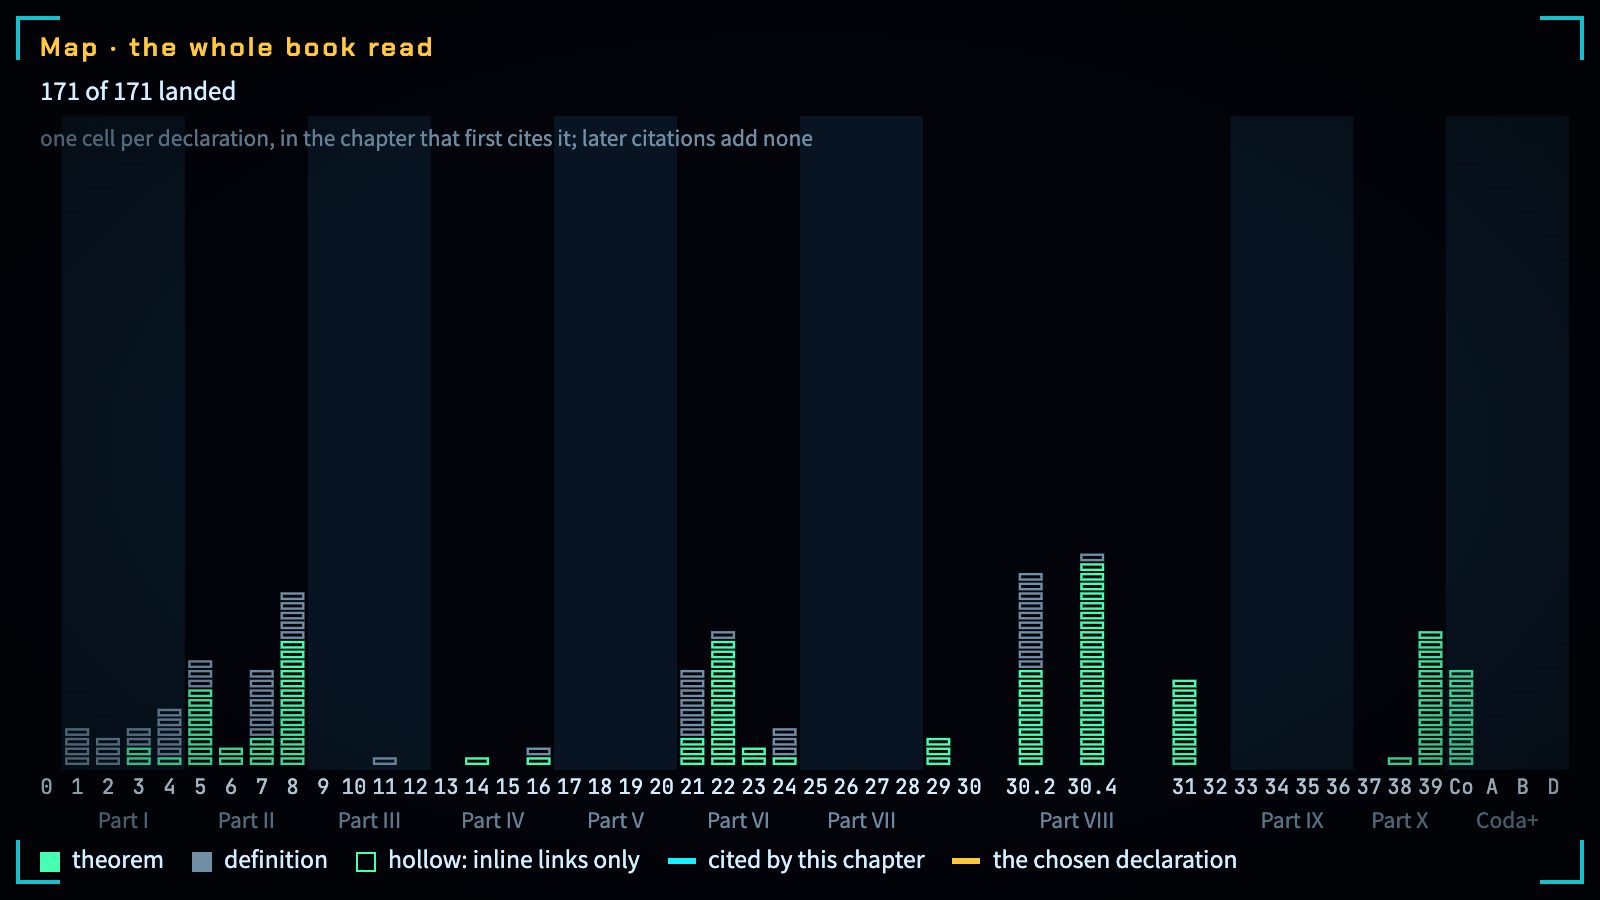 Map · the whole book read
171 of 171 landed
one cell per declaration, in the chapter that first cites it; later citations add none
0 1 2 3 4 5 6 7 8 9 10 11 12 13 14 15 16 17 18 19 20 21 22 23 24 25 26 27 28 29 30 30.2 30.4 31 32 33 34 35 36 37 38 39 Co A B D
Part I Part II Part III Part IV Part V Part VI Part VII Part VIII Part IX Part X Coda+
theorem definition hollow: inline links only cited by this chapter the chosen declaration